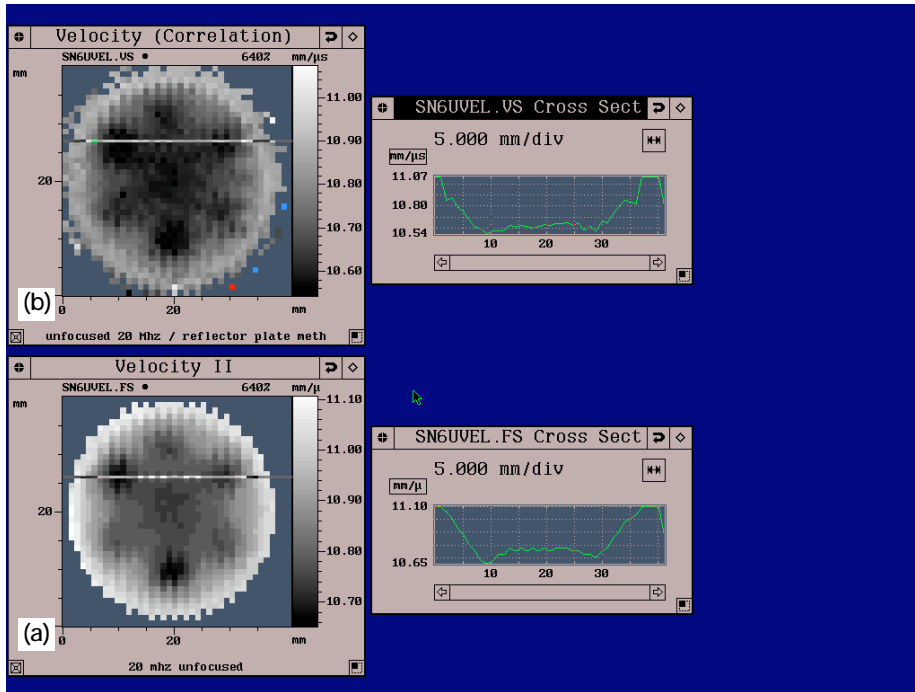 Velocity (Correlation)
SN6UVEL.VS • 640% mm/µs
mm
11.00
10.90
10.80
10.70
10.60
20
0 20 mm
(b)
unfocused 20 Mhz / reflector plate meth
SN6UVEL.VS Cross Sect
5.000 mm/div
mm/µs
11.07
10.80
10.54
10 20 30
Velocity II
SN6UVEL.FS • 640% mm/µ
mm
11.10
11.00
10.90
10.80
10.70
20
0 20 mm
(a)
20 mhz unfocused
SN6UVEL.FS Cross Sect
5.000 mm/div
mm/µ
11.10
10.65
10 20 30